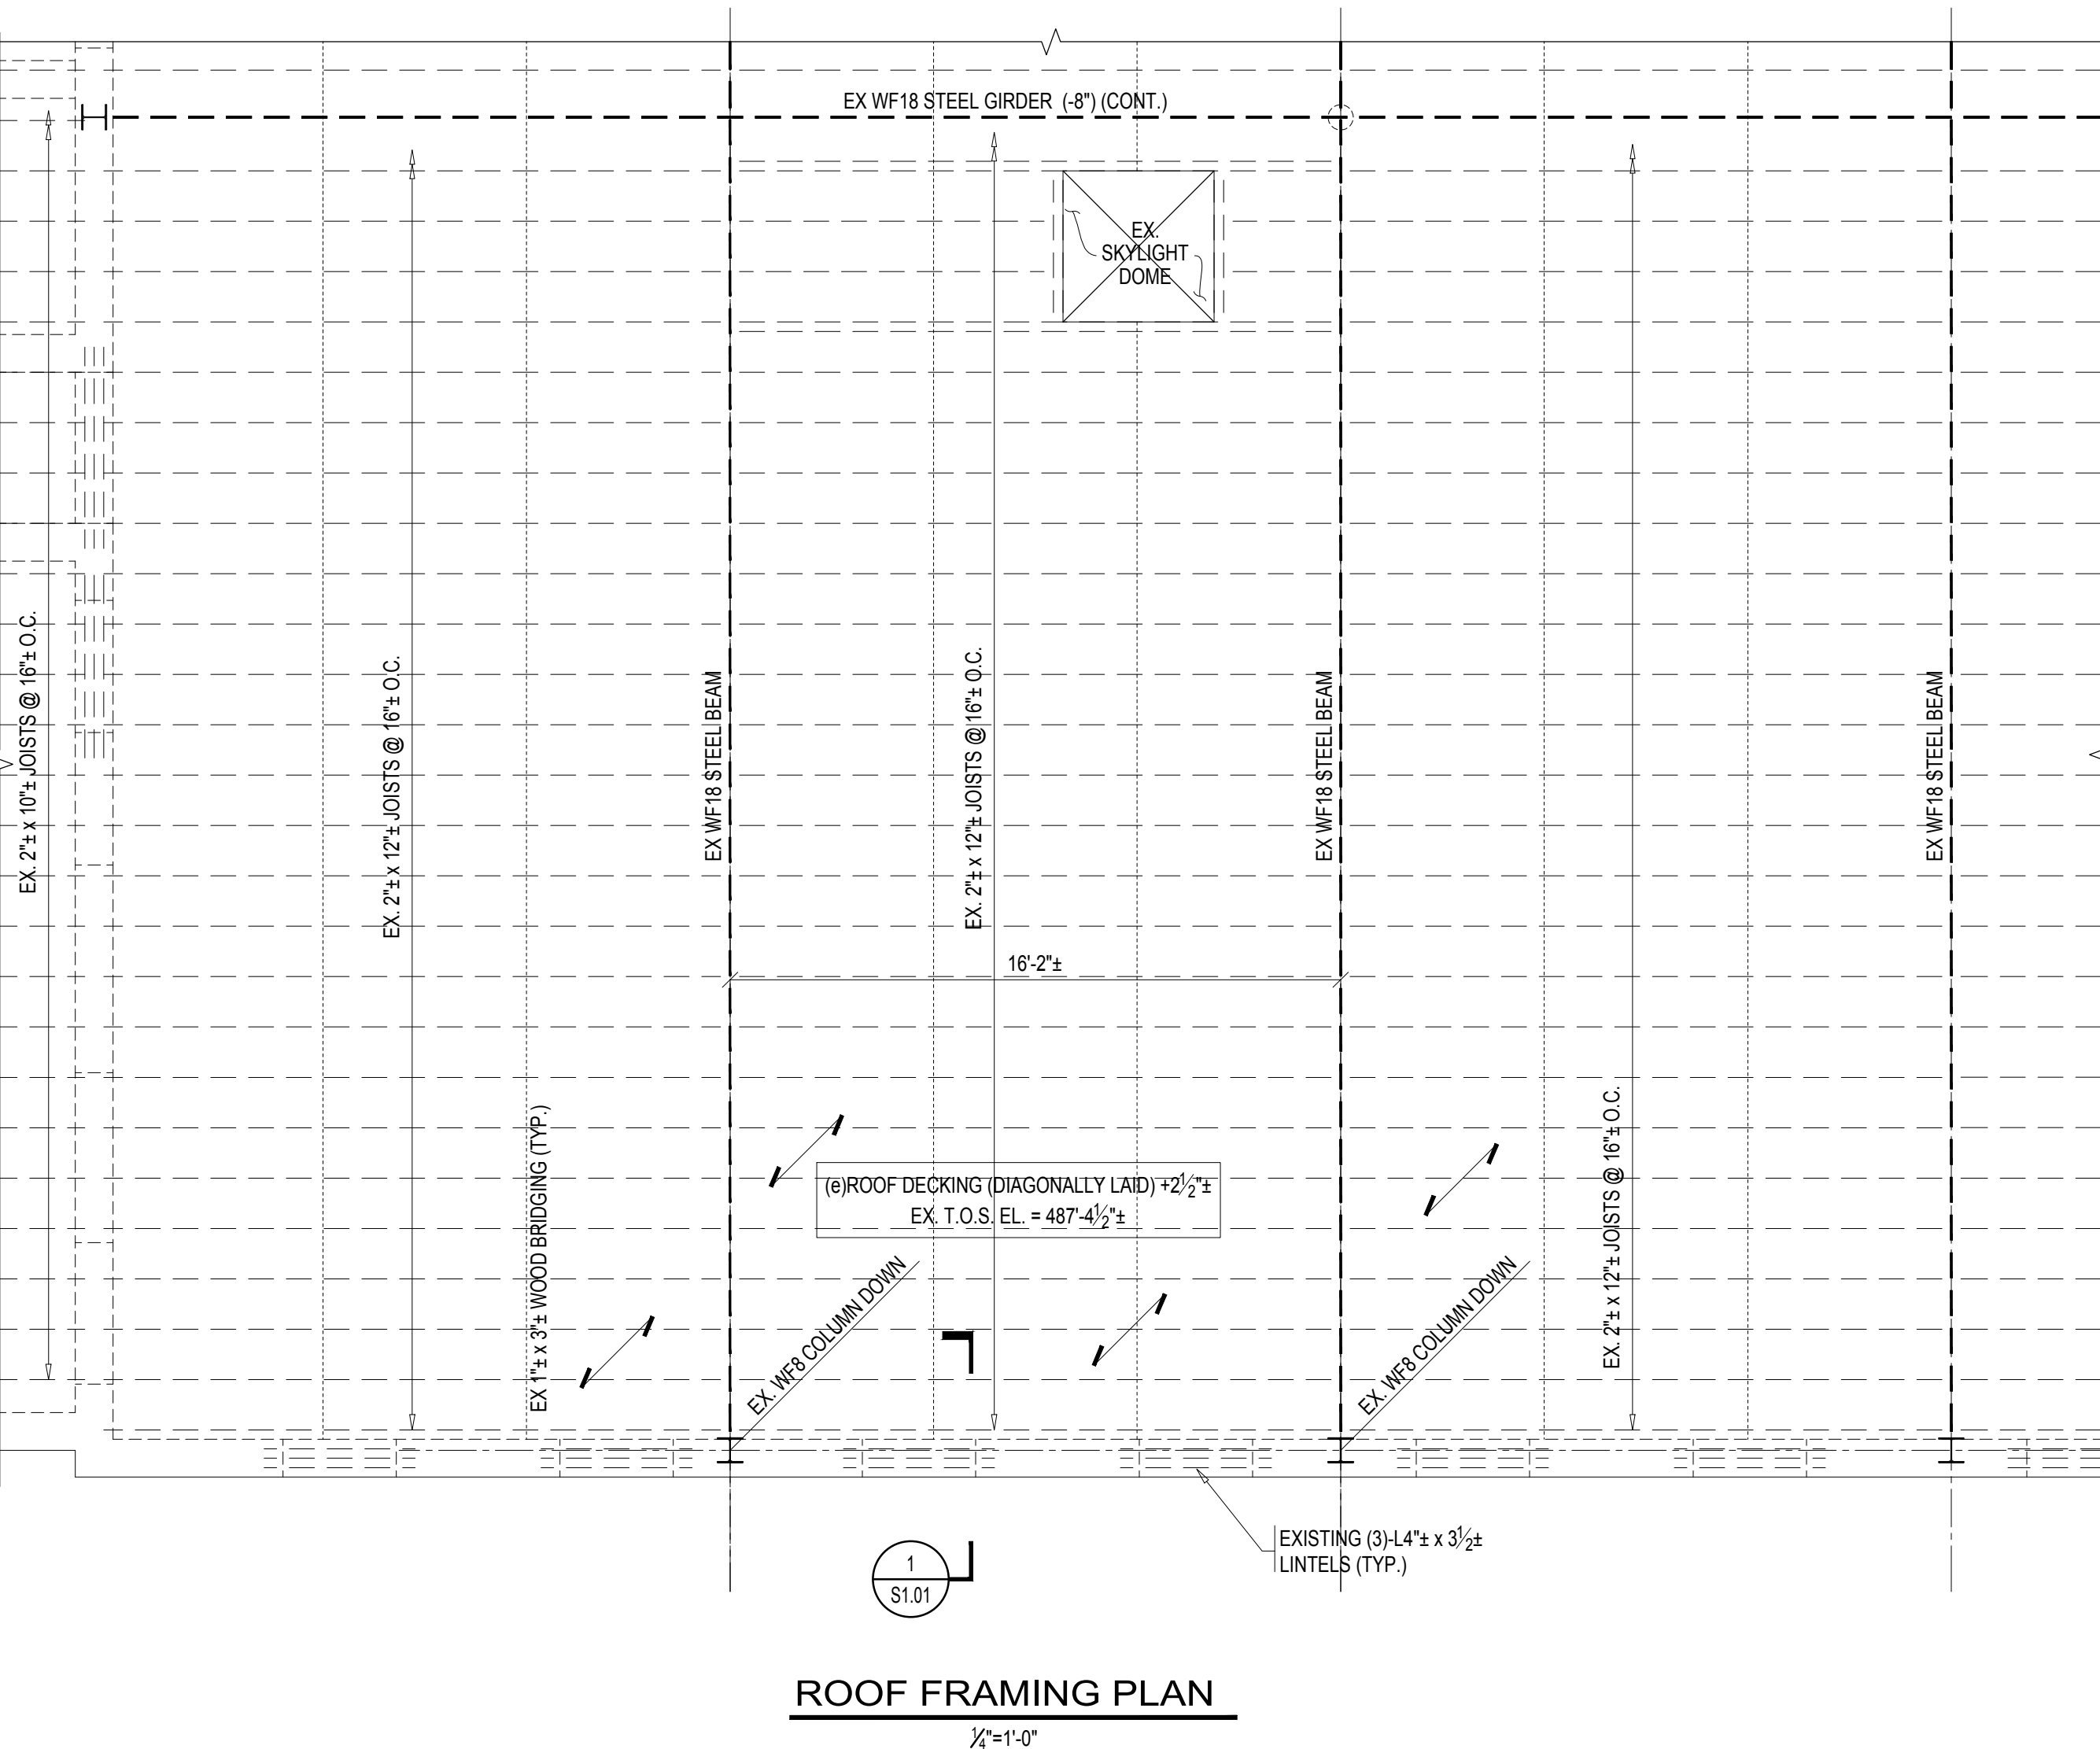 EX WF18 STEEL GIRDER (-8") (CONT.)
EX.
SKYLIGHT
DOME
EX. 2"± x 10"± JOISTS @ 16"± O.C.
EX. 2"± x 12"± JOISTS @ 16"± O.C.
EX WF18 STEEL BEAM
EX. 2"± x 12"± JOISTS @ 16"± O.C.
EX WF18 STEEL BEAM
EX WF18 STEEL BEAM
16'-2"±
EX 1"± x 3"± WOOD BRIDGING (TYP.)
(e)ROOF DECKING (DIAGONALLY LAID) +2½"±
EX. T.O.S. EL. = 487'-4½"±
EX. 2"± x 12"± JOISTS @ 16"± O.C.
EX. WF8 COLUMN DOWN
EX. WF8 COLUMN DOWN
EXISTING (3)-L4"± x 3½±
LINTELS (TYP.)
1
S1.01
ROOF FRAMING PLAN
¼"=1'-0"